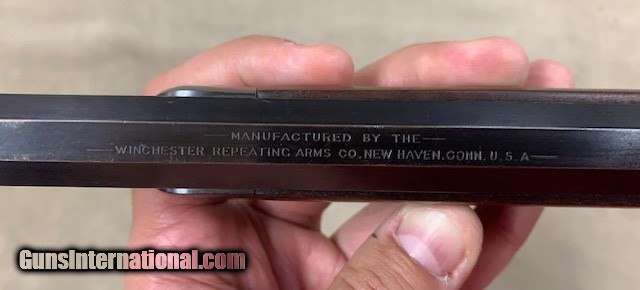 —MANUFACTURED BY THE—
—WINCHESTER REPEATING ARMS CO. NEW HAVEN, CONN. U.S.A—
GunsInternational.com